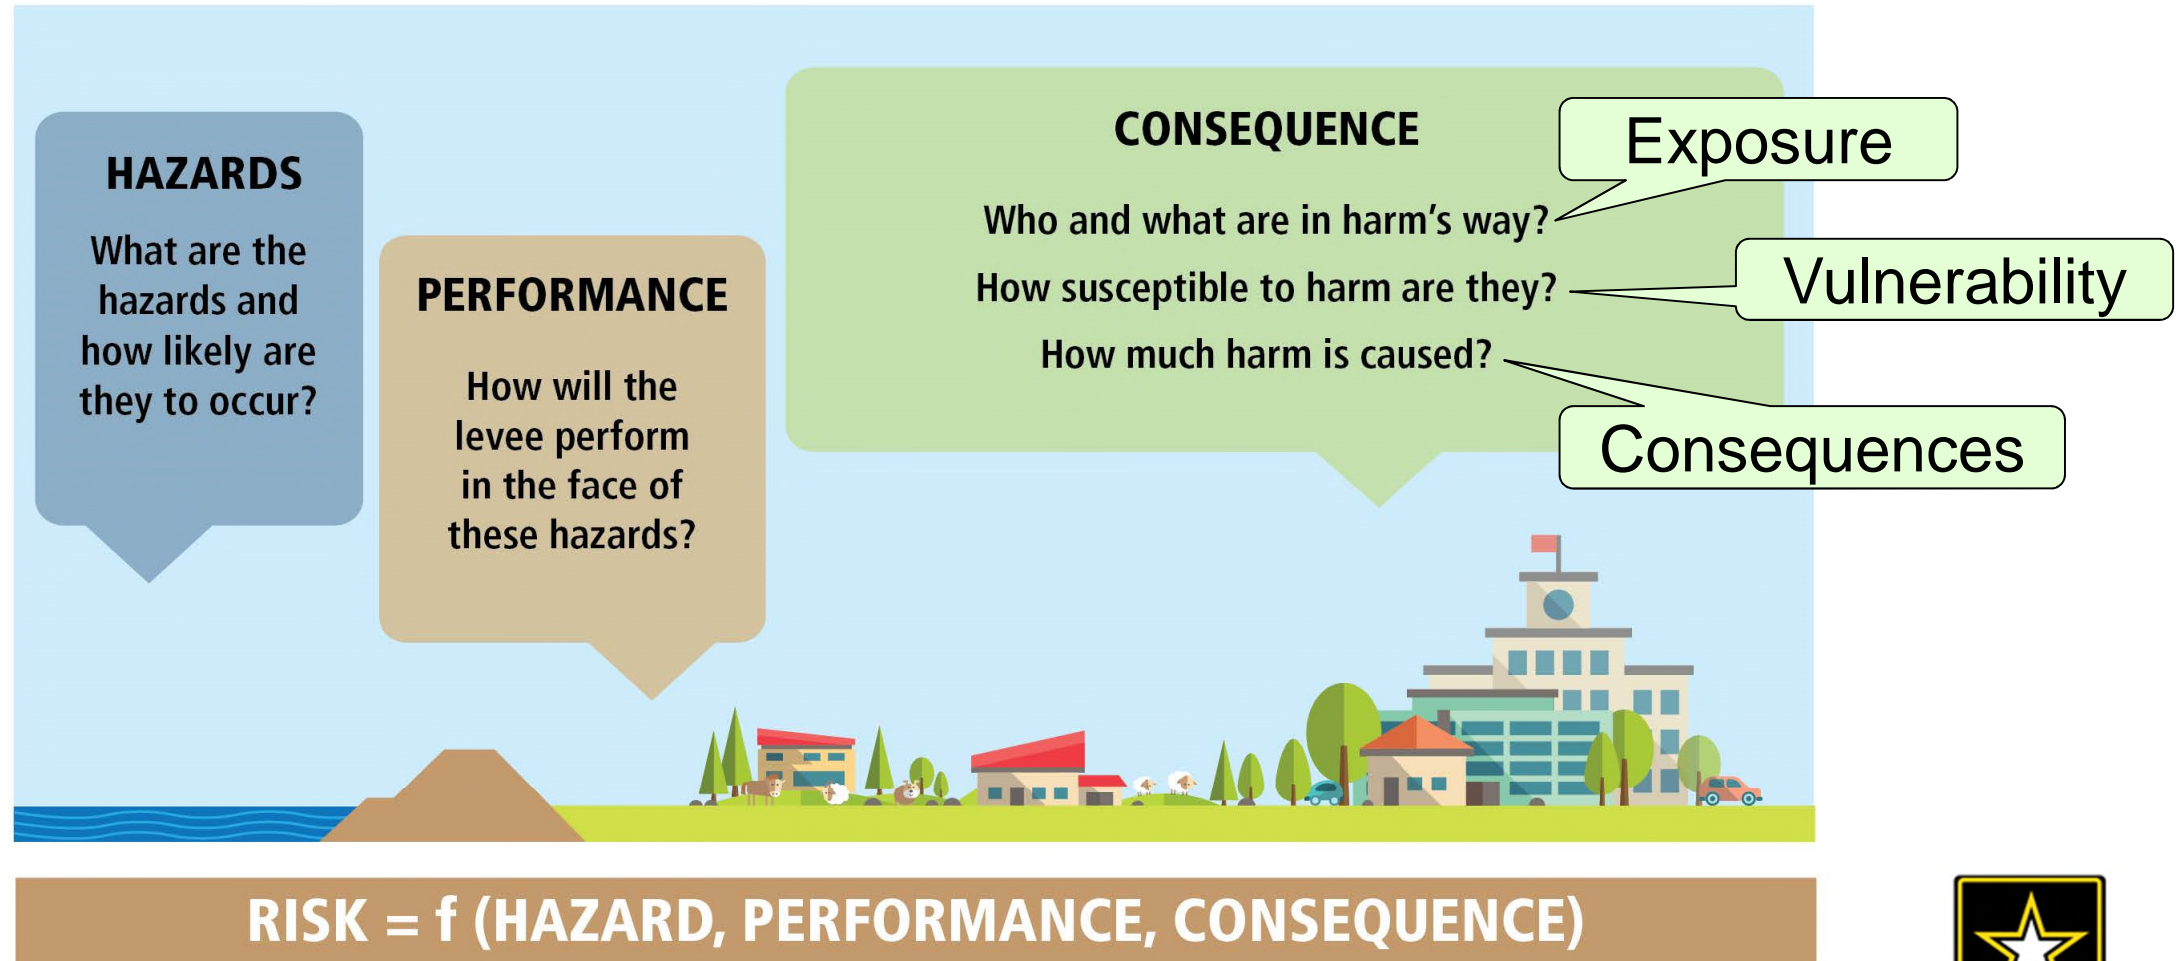 HAZARDS
What are the
hazards and
how likely are
they to occur?
PERFORMANCE
How will the
levee perform
in the face of
these hazards?
CONSEQUENCE
Who and what are in harm’s way?
How susceptible to harm are they?
How much harm is caused?
Exposure
Vulnerability
Consequences
RISK = f (HAZARD, PERFORMANCE, CONSEQUENCE)